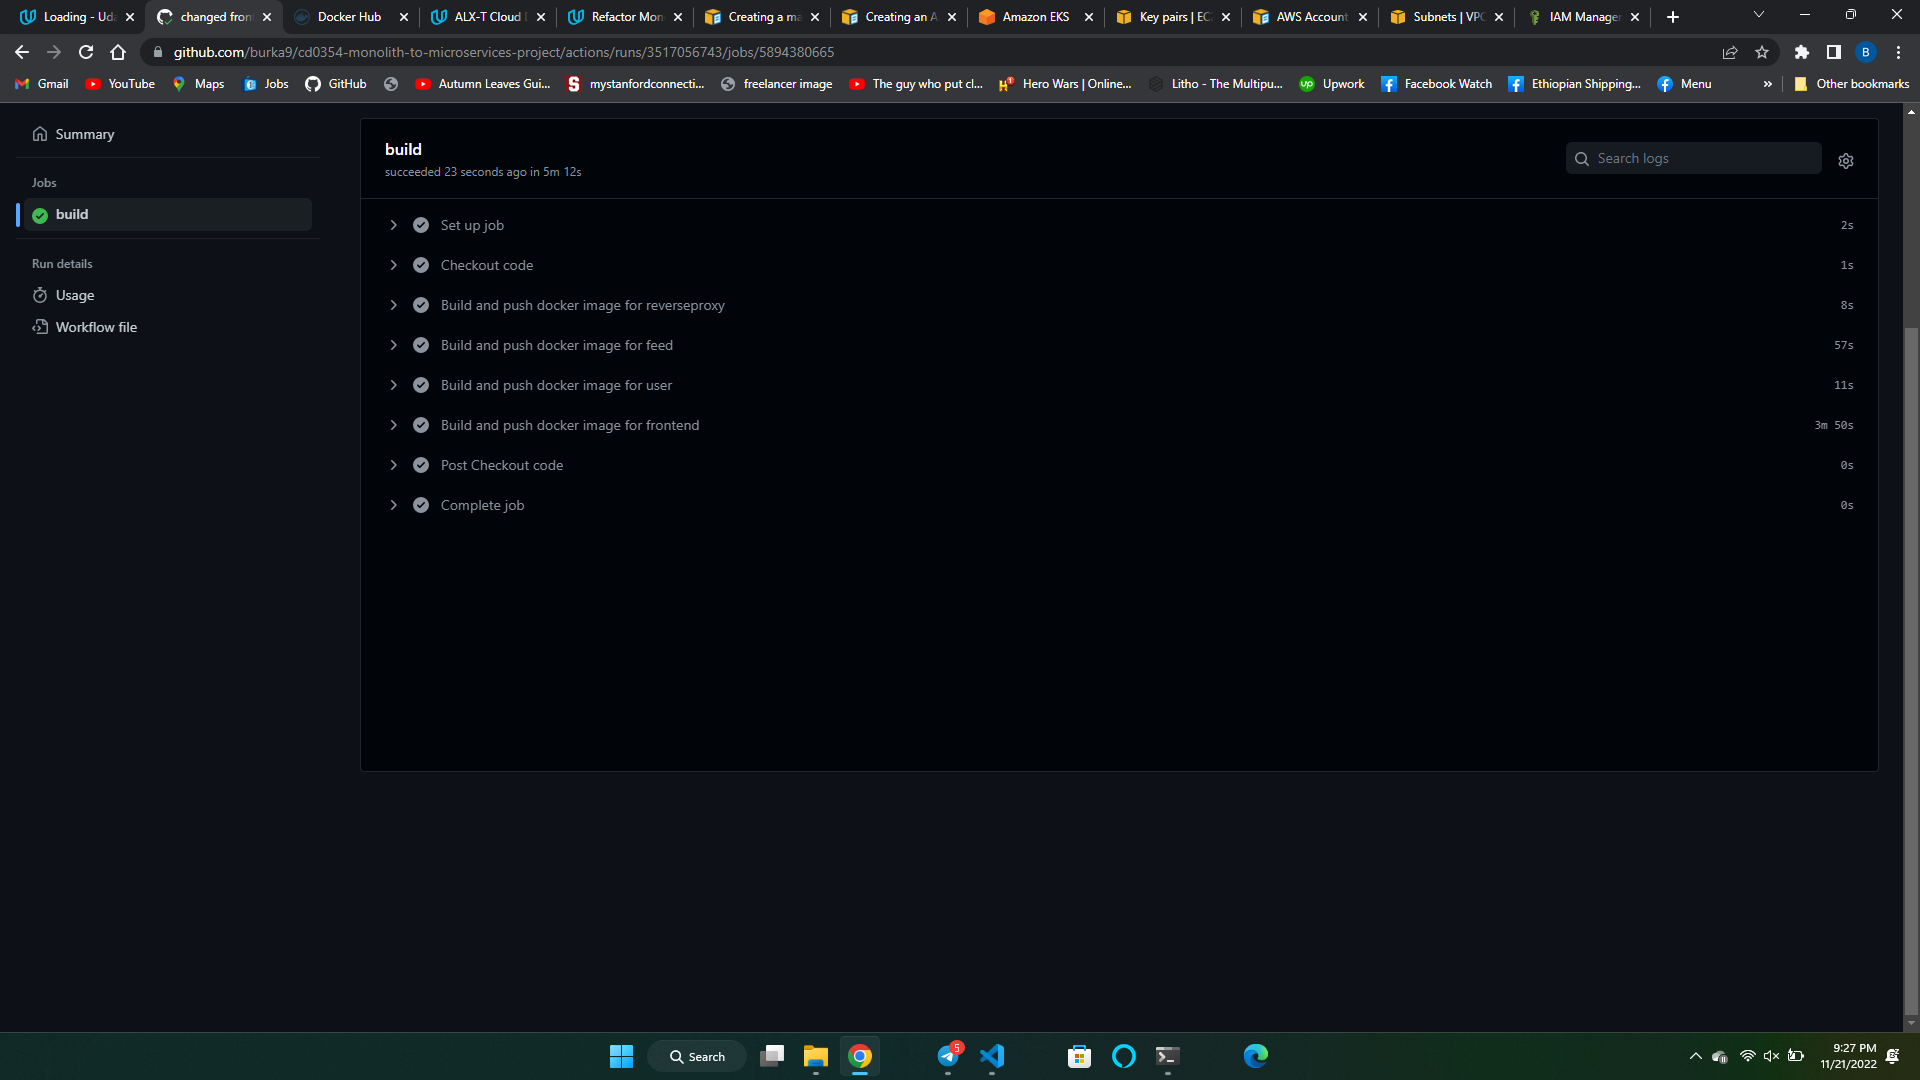 Loading - Uda
changed fron
Docker Hub
ALX-T Cloud D
Refactor Mon
Creating a ma
Creating an A
Amazon EKS
Key pairs | EC2
AWS Account
Subnets | VPC
IAM Manager
github.com/burka9/cd0354-monolith-to-microservices-project/actions/runs/3517056743/jobs/5894380665
B
Gmail
YouTube
Maps
Jobs
GitHub
Autumn Leaves Gui...
mystanfordconnecti...
freelancer image
The guy who put cl...
Hero Wars | Online...
Litho - The Multipu...
Upwork
Facebook Watch
Ethiopian Shipping...
Menu
»
Other bookmarks
Summary
Jobs
build
Run details
Usage
Workflow file
build
succeeded 23 seconds ago in 5m 12s
Search logs
Set up job 2s
Checkout code 1s
Build and push docker image for reverseproxy 8s
Build and push docker image for feed 57s
Build and push docker image for user 11s
Build and push docker image for frontend 3m 50s
Post Checkout code 0s
Complete job 0s
Search
5
9:27 PM
11/21/2022